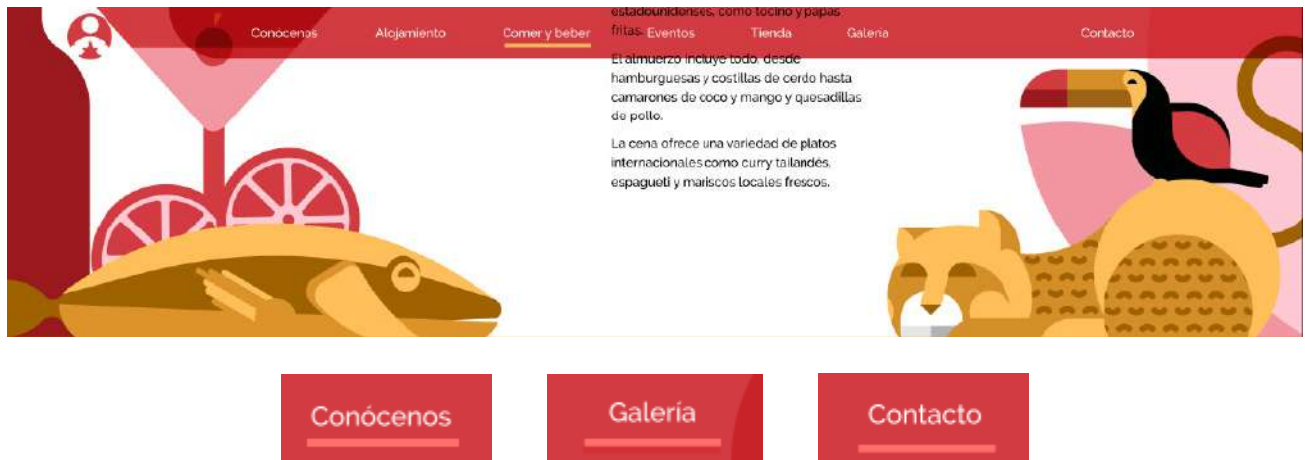 estadounidenses, como tocino y papas
Conócenos Alojamiento Comer y beber fritas. Eventos Tienda Galería Contacto
El almuerzo incluye todo, desde
hamburguesas y costillas de cerdo hasta
camarones de coco y mango y quesadillas
de pollo.
La cena ofrece una variedad de platos
internacionales como curry tailandés,
espagueti y mariscos locales frescos.
Conócenos Galería Contacto